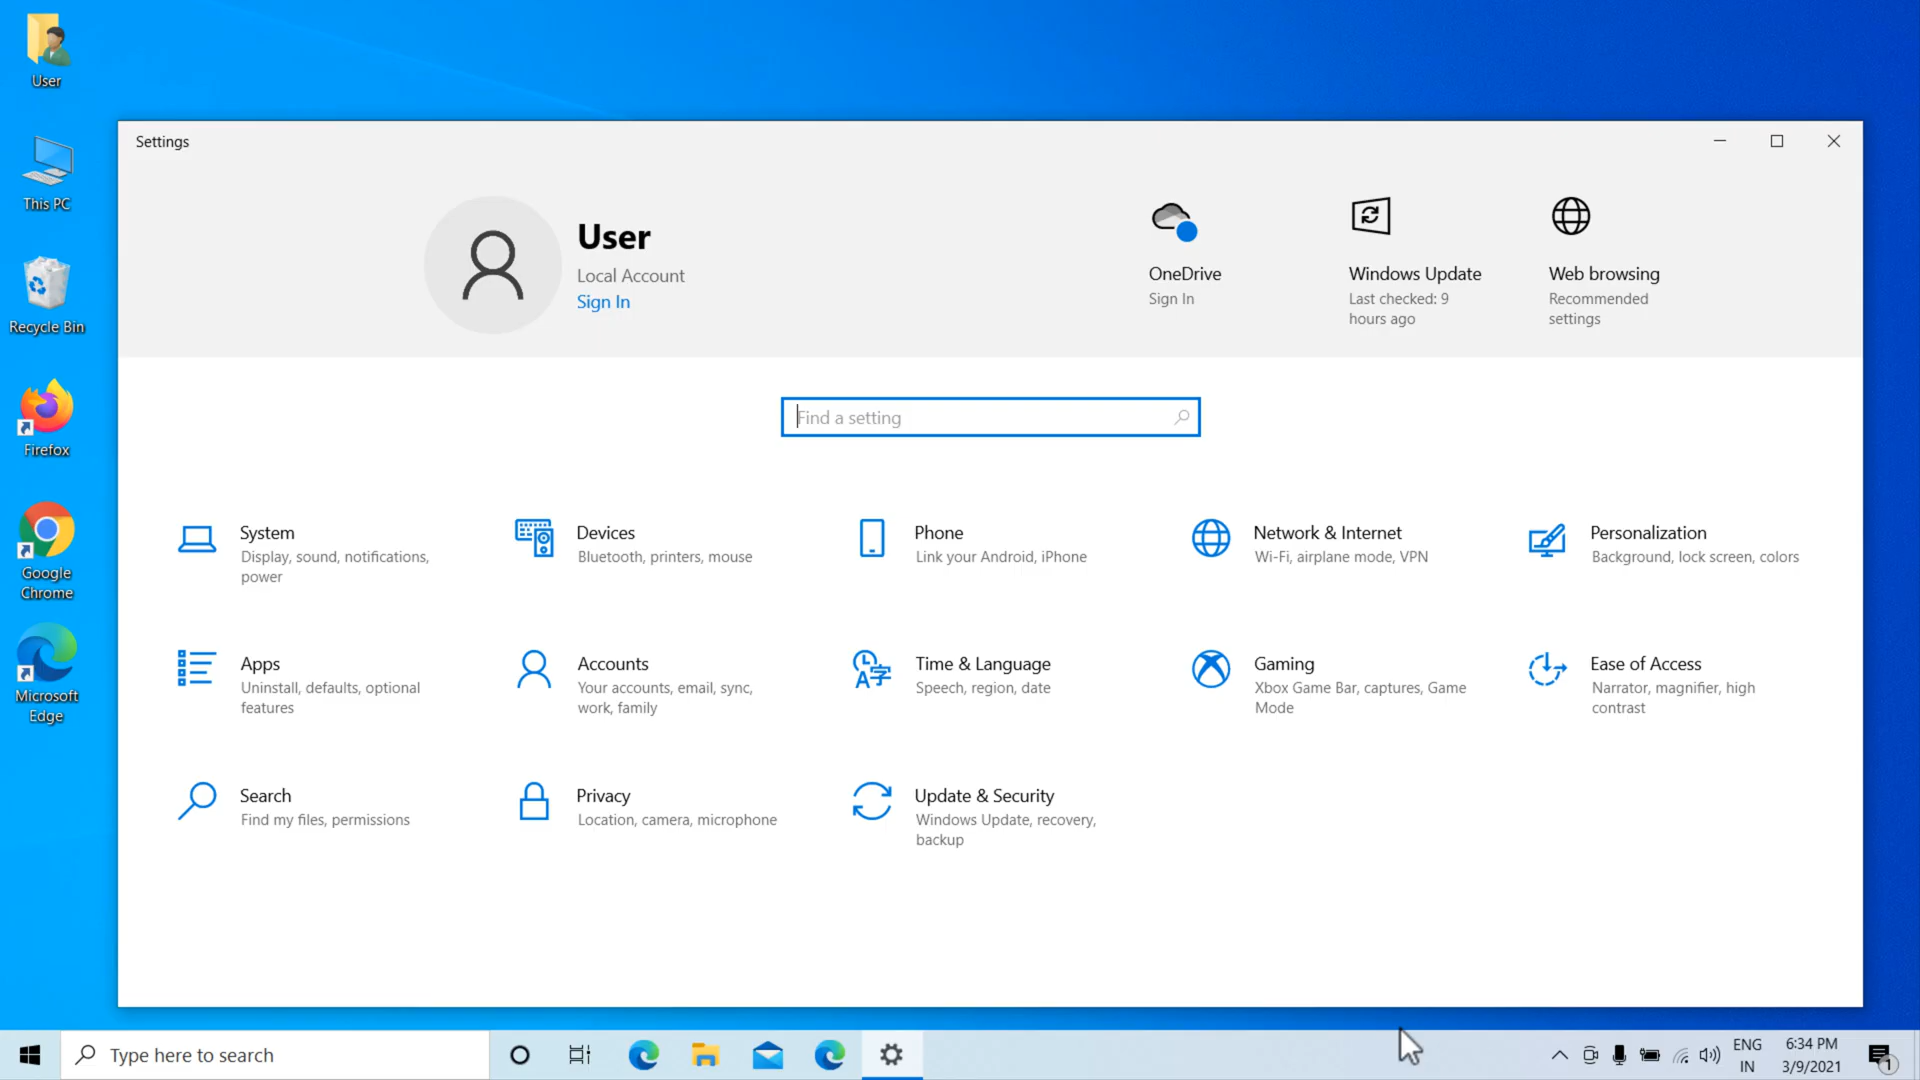 User
This PC
Recycle Bin
Firefox
Google
Chrome
Microsoft
Edge
Settings
User
Local Account
Sign In
OneDrive
Sign In
Windows Update
Last checked: 9
hours ago
Web browsing
Recommended
settings
Find a setting
System
Display, sound, notifications,
power
Devices
Bluetooth, printers, mouse
Phone
Link your Android, iPhone
Network & Internet
Wi-Fi, airplane mode, VPN
Personalization
Background, lock screen, colors
Apps
Uninstall, defaults, optional
features
Accounts
Your accounts, email, sync,
work, family
Time & Language
Speech, region, date
Gaming
Xbox Game Bar, captures, Game
Mode
Ease of Access
Narrator, magnifier, high
contrast
Search
Find my files, permissions
Privacy
Location, camera, microphone
Update & Security
Windows Update, recovery,
backup
Type here to search
ENG
IN
6:34 PM
3/9/2021
1